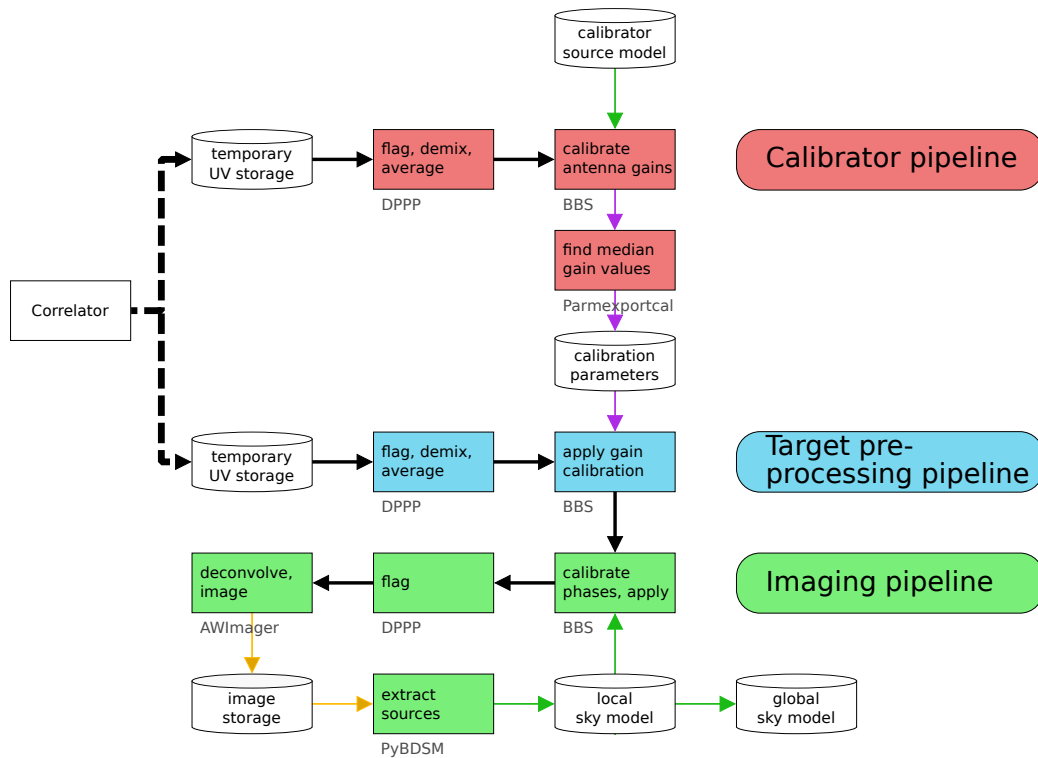 calibrator
source model
temporary
UV storage
flag, demix,
average
DPPP
calibrate
antenna gains
BBS
Calibrator pipeline
find median
gain values
Parmexportcal
Correlator
calibration
parameters
temporary
UV storage
flag, demix,
average
DPPP
apply gain
calibration
BBS
Target pre-
processing pipeline
deconvolve,
image
AWImager
flag
DPPP
calibrate
phases, apply
BBS
Imaging pipeline
image
storage
extract
sources
PyBDSM
local
sky model
global
sky model